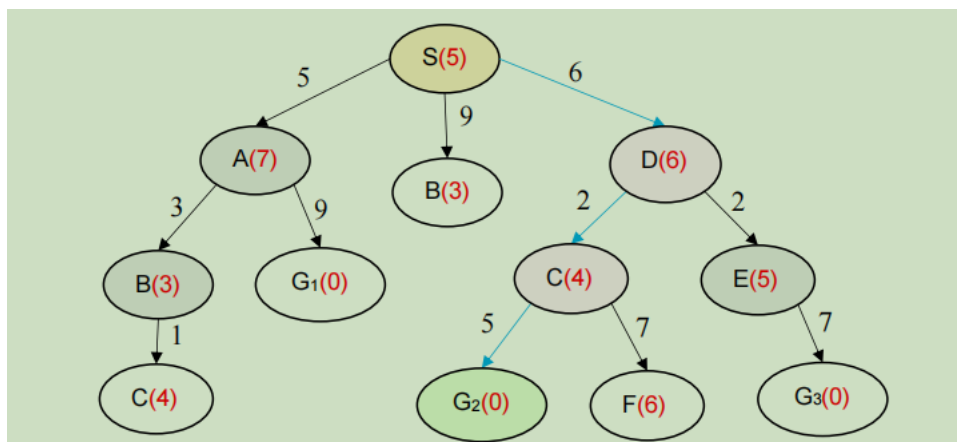 S(5)
5
9
6
A(7)
B(3)
D(6)
3
9
2
2
B(3)
G1(0)
C(4)
E(5)
1
5
7
7
C(4)
G2(0)
F(6)
G3(0)